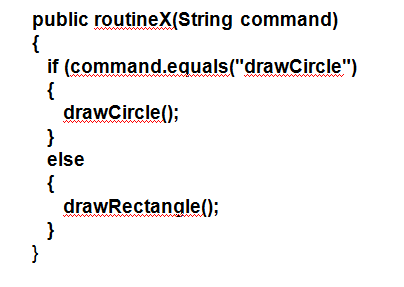 public routineX(String command)
{
if (command.equals("drawCircle")
{
drawCircle();
}
else
{
drawRectangle();
}
}